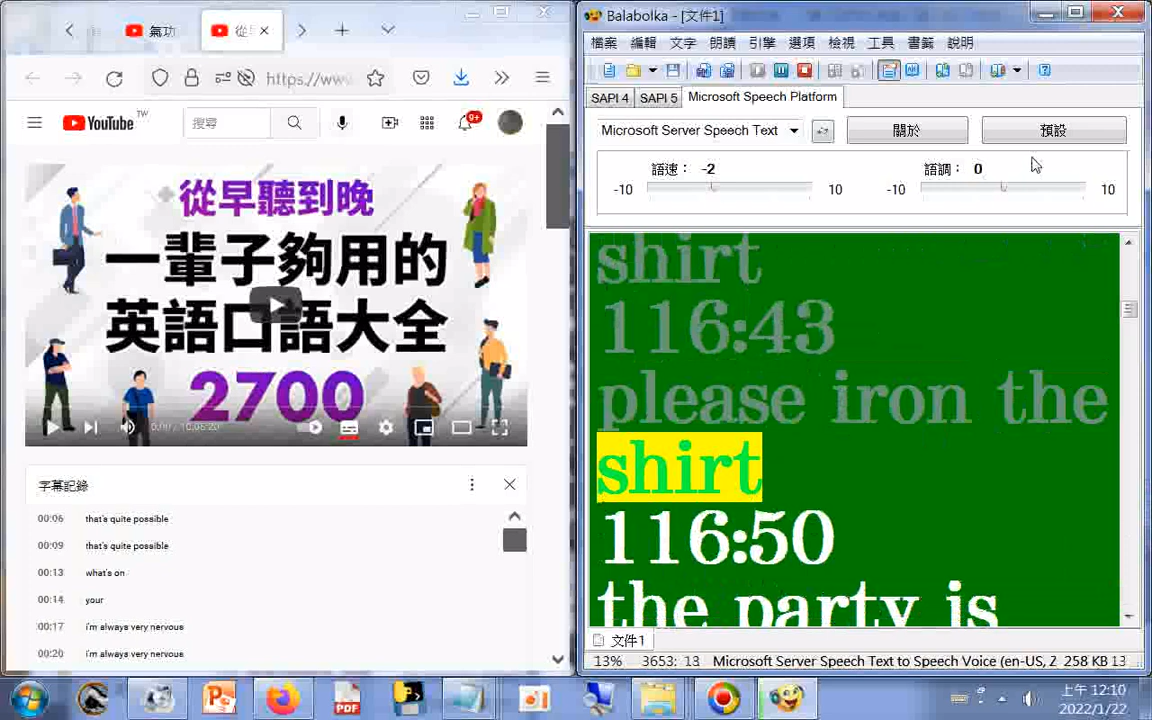 氣功
從!
https://www
YouTube TW
搜尋
9+
從早聽到晚
一輩子夠用的
英語口語大全
2700
字幕記錄
00:06 that's quite possible
00:09 that's quite possible
00:13 what's on
00:14 your
00:17 i'm always very nervous
00:20 i'm always very nervous
Balabolka - [文件1]
檔案 編輯 文字 朗讀 引擎 選項 檢視 工具 書籤 說明
SAPI 4 SAPI 5 Microsoft Speech Platform
Microsoft Server Speech Text 關於 預設
語速： -2 語調： 0
-10 10 -10 10
shirt
116:43
please iron the
shirt
116:50
the party is
文件1
13% 3653: 13 Microsoft Server Speech Text to Speech Voice (en-US, 2 258 KB 13
上午 12:10
2022/1/22